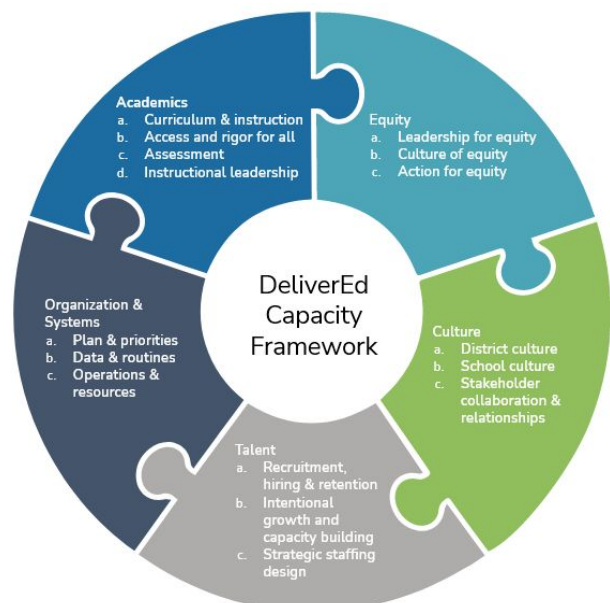 Academics
a. Curriculum & instruction
b. Access and rigor for all
c. Assessment
d. Instructional leadership
Equity
a. Leadership for equity
b. Culture of equity
c. Action for equity
DeliverEd
Capacity
Framework
Organization &
Systems
a. Plan & priorities
b. Data & routines
c. Operations &
resources
Culture
a. District culture
b. School culture
c. Stakeholder
collaboration &
relationships
Talent
a. Recruitment,
hiring & retention
b. Intentional
growth and
capacity building
c. Strategic staffing
design